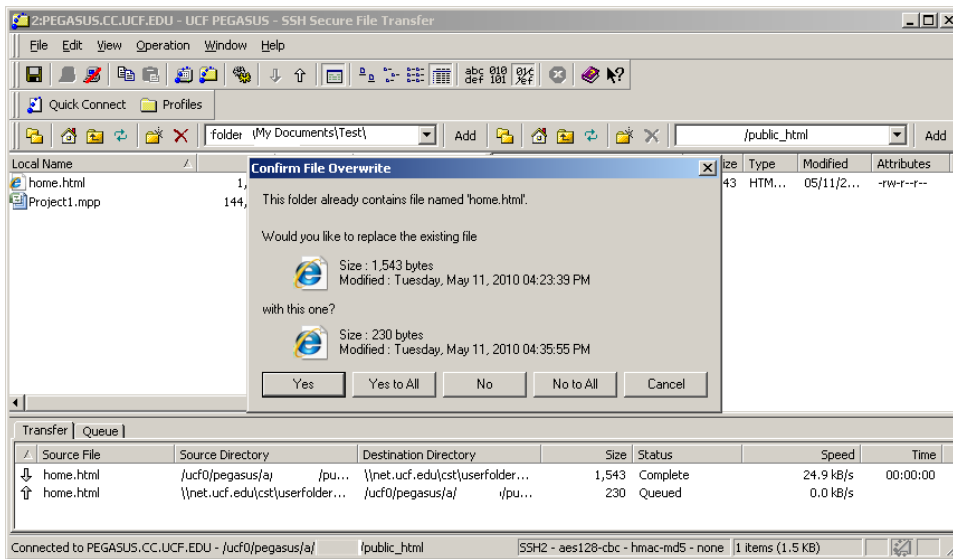 2:PEGASUS.CC.UCF.EDU - UCF PEGASUS - SSH Secure File Transfer
File Edit View Operation Window Help
abc def 010 101
Quick Connect Profiles
folder \My Documents\Test\ Add /public_html Add
Local Name ize Type Modified Attributes
home.html 1, 43 HTM... 05/11/2... -rw-r--r--
Project1.mpp 144,
Confirm File Overwrite
This folder already contains file named 'home.html'.
Would you like to replace the existing file
Size : 1,543 bytes
Modified : Tuesday, May 11, 2010 04:23:39 PM
with this one?
Size : 230 bytes
Modified : Tuesday, May 11, 2010 04:35:55 PM
Yes Yes to All No No to All Cancel
Transfer Queue
Source File Source Directory Destination Directory Size Status Speed Time
home.html /ucf0/pegasus/a/ /pu... \\net.ucf.edu\cst\userfolder... 1,543 Complete 24.9 kB/s 00:00:00
home.html \\net.ucf.edu\cst\userfolder... /ucf0/pegasus/a/ /pu... 230 Queued 0.0 kB/s
Connected to PEGASUS.CC.UCF.EDU - /ucf0/pegasus/a/ /public_html SSH2 - aes128-cbc - hmac-md5 - none 1 items (1.5 KB)